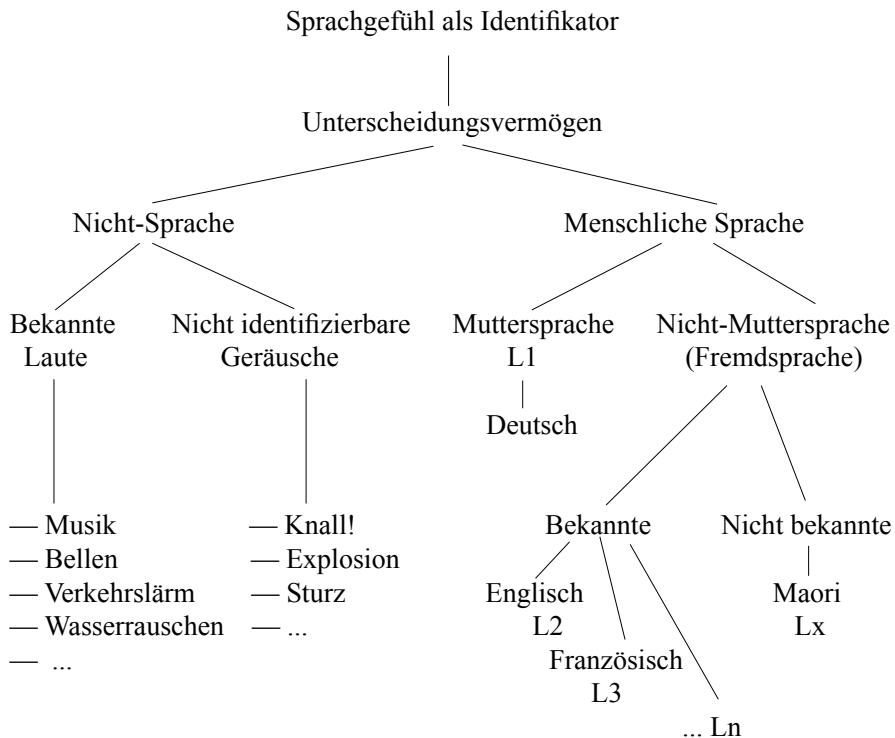 Sprachgefühl als Identifikator
Unterscheidungsvermögen
Nicht-Sprache
Menschliche Sprache
Bekannte
Laute
Nicht identifizierbare
Geräusche
Muttersprache
L1
Deutsch
Nicht-Muttersprache
(Fremdsprache)
— Musik
— Bellen
— Verkehrslärm
— Wasserrauschen
— ...
— Knall!
— Explosion
— Sturz
— ...
Bekannte
Englisch
L2
Französisch
L3
... Ln
Nicht bekannte
Maori
Lx